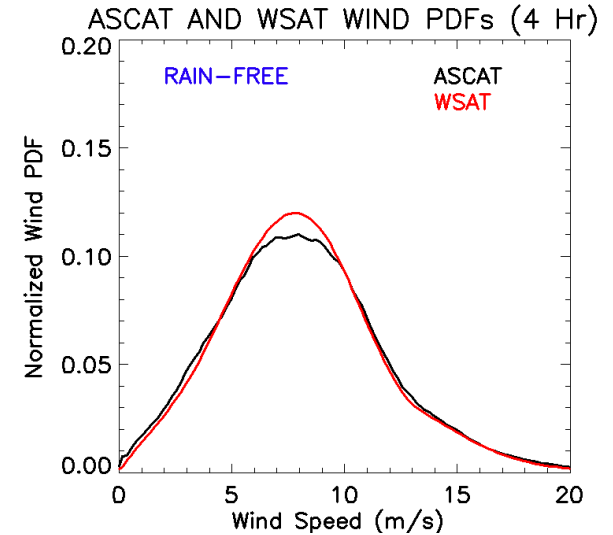 ASCAT AND WSAT WIND PDFs (4 Hr)
0.20
RAIN-FREE ASCAT
WSAT
0.15
Normalized Wind PDF
0.10
0.05
0.00
0 5 10 15 20
Wind Speed (m/s)